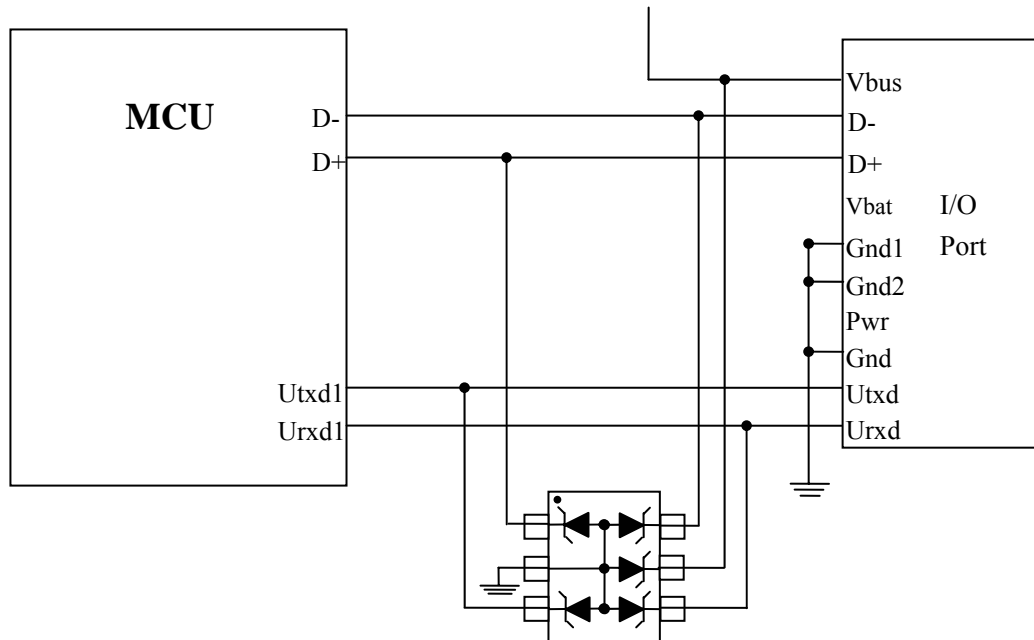 MCU
D-
D+
Utxd1
Urxd1
Vbus
D-
D+
Vbat
I/O
Gnd1
Port
Gnd2
Pwr
Gnd
Utxd
Urxd